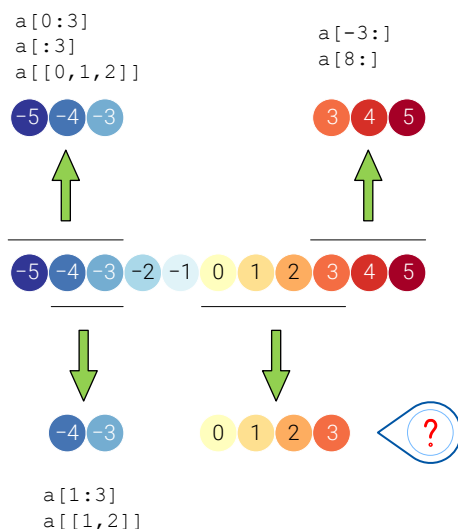 a[0:3]
a[:3]
a[[0,1,2]]
a[-3:]
a[8:]
-5 -4 -3
3 4 5
-5 -4 -3 -2 -1 0 1 2 3 4 5
-4 -3
0 1 2 3
?
a[1:3]
a[[1,2]]